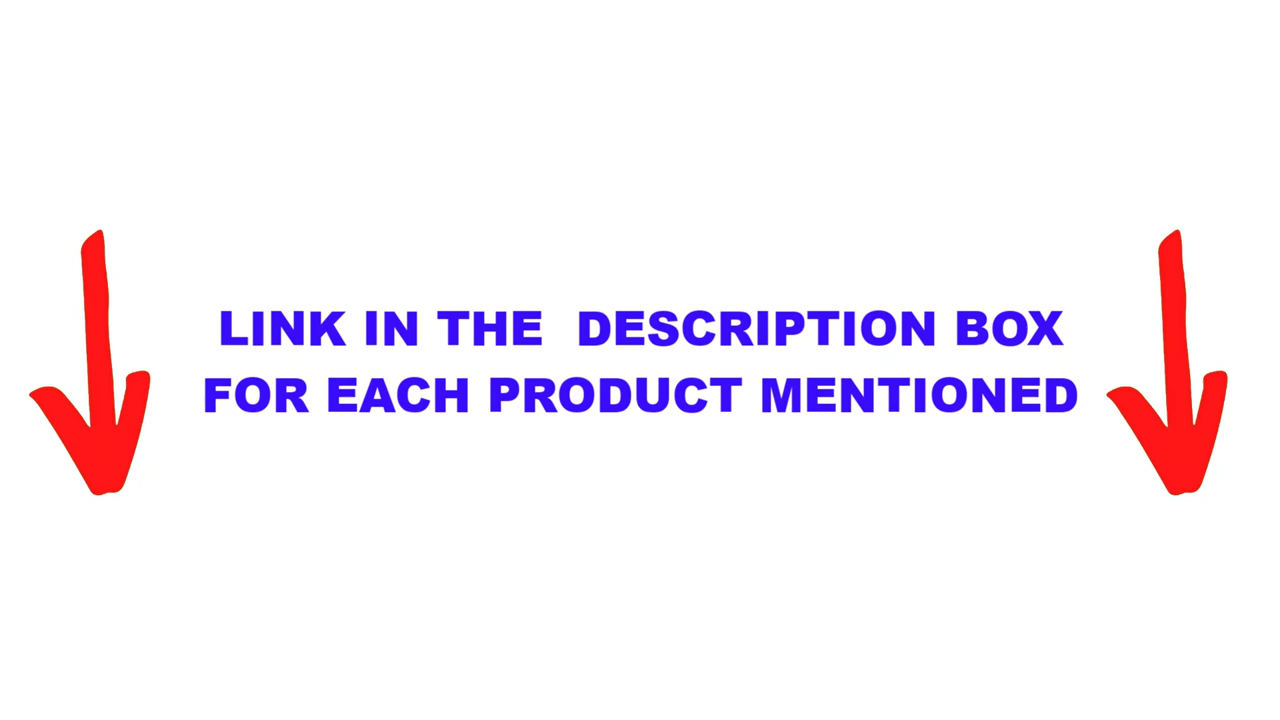 LINK IN THE  DESCRIPTION BOX
FOR EACH PRODUCT MENTIONED